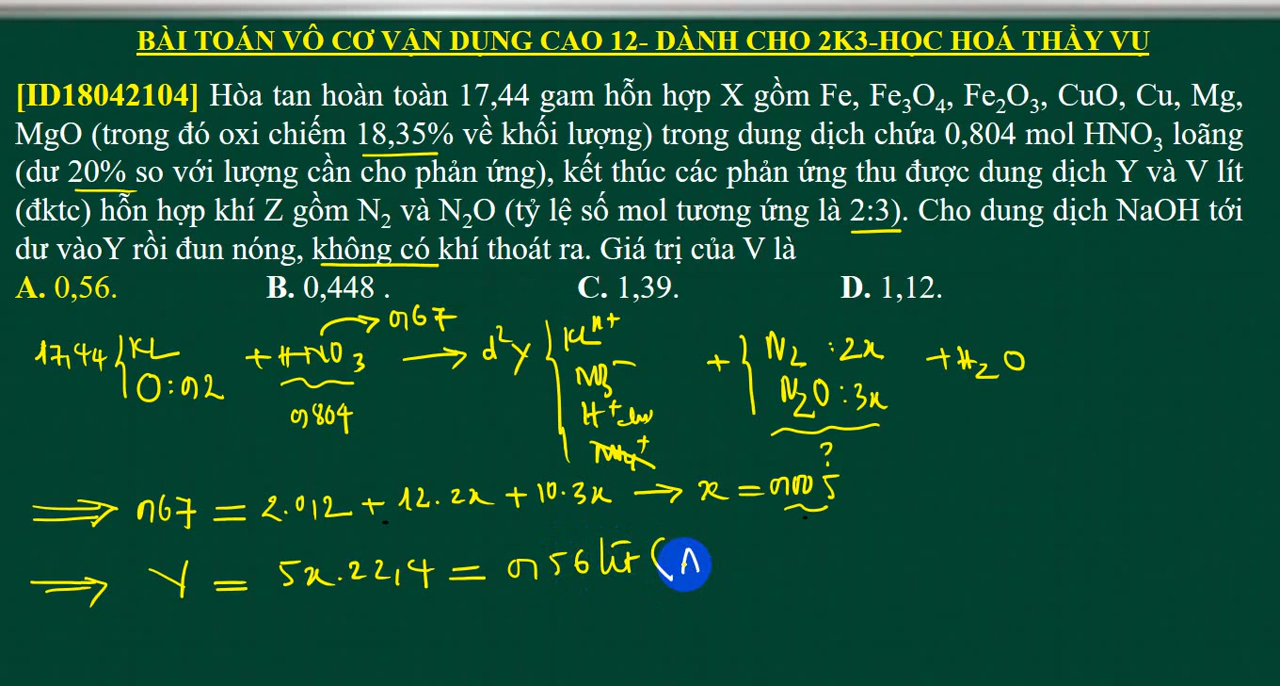 BÀI TOÁN VÔ CƠ VẬN DỤNG CAO 12- DÀNH CHO 2K3-HỌC HOÁ THẦY VỤ
[ID18042104] Hòa tan hoàn toàn 17,44 gam hỗn hợp X gồm Fe, Fe₃O₄, Fe₂O₃, CuO, Cu, Mg,
MgO (trong đó oxi chiếm 18,35% về khối lượng) trong dung dịch chứa 0,804 mol HNO₃ loãng
(dư 20% so với lượng cần cho phản ứng), kết thúc các phản ứng thu được dung dịch Y và V lít
(đktc) hỗn hợp khí Z gồm N₂ và N₂O (tỷ lệ số mol tương ứng là 2:3). Cho dung dịch NaOH tới
dư vàoY rồi đun nóng, không có khí thoát ra. Giá trị của V là
A. 0,56. B. 0,448 . C. 1,39. D. 1,12.
0,67
17,44 { KL + HNO₃ → d² Y { KLⁿ⁺ + { N₂ : 2x + H₂O
O : 0,2 NO₃⁻ N₂O : 3x
0,804 H⁺ dư
NH₄⁺ ?
⇒ 0,67 = 2.0,2 + 12.2x + 10.3x → x = 0,005
⇒ V = 5x.22,4 = 0,56 lít (A